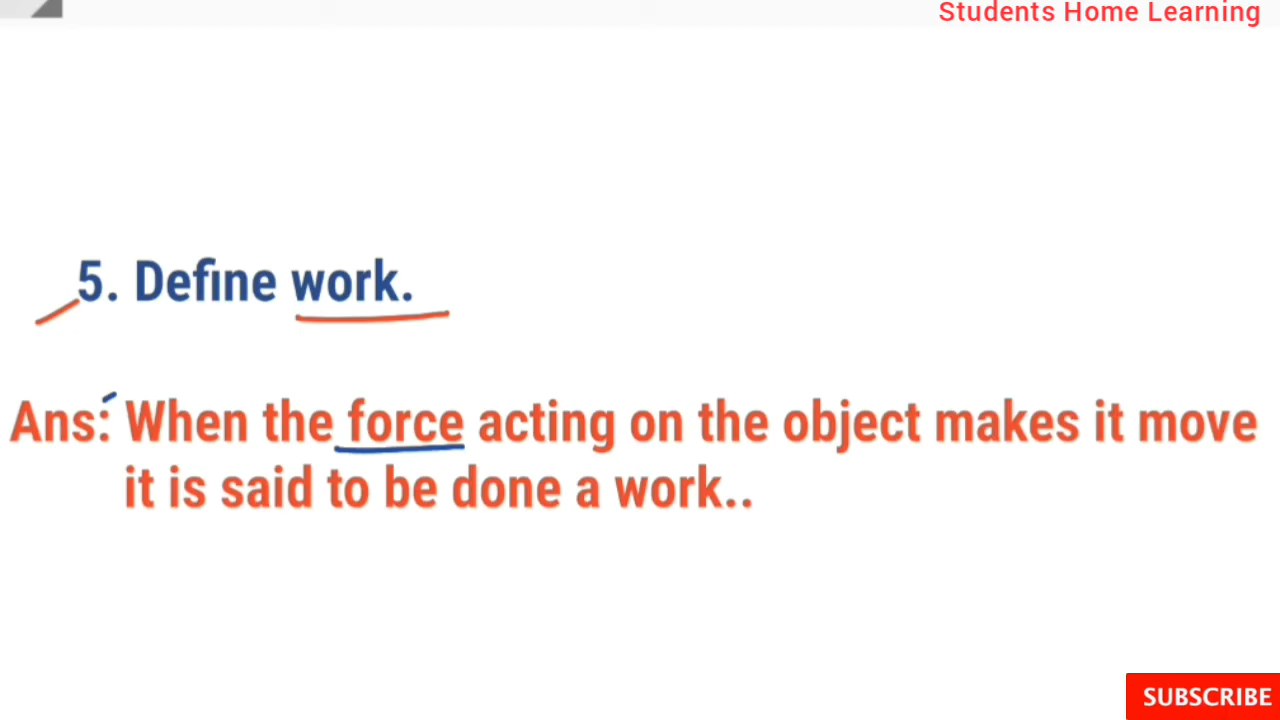 Students Home Learning
5. Define work.
Ans: When the force acting on the object makes it move
it is said to be done a work..
SUBSCRIBE